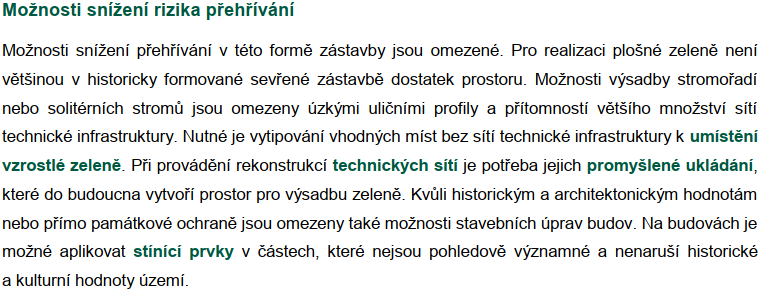 Možnosti snížení rizika přehřívání
Možnosti snížení přehřívání v této formě zástavby jsou omezené. Pro realizaci plošné zeleně není
většinou v historicky formované sevřené zástavbě dostatek prostoru. Možnosti výsadby stromořadí
nebo solitérních stromů jsou omezeny úzkými uličními profily a přítomností většího množství sítí
technické infrastruktury. Nutné je vytipování vhodných míst bez sítí technické infrastruktury k umístění
vzrostlé zeleně. Při provádění rekonstrukcí technických sítí je potřeba jejich promyšlené ukládání,
které do budoucna vytvoří prostor pro výsadbu zeleně. Kvůli historickým a architektonickým hodnotám
nebo přímo památkové ochraně jsou omezeny také možnosti stavebních úprav budov. Na budovách je
možné aplikovat stínící prvky v částech, které nejsou pohledově významné a nenaruší historické
a kulturní hodnoty území.